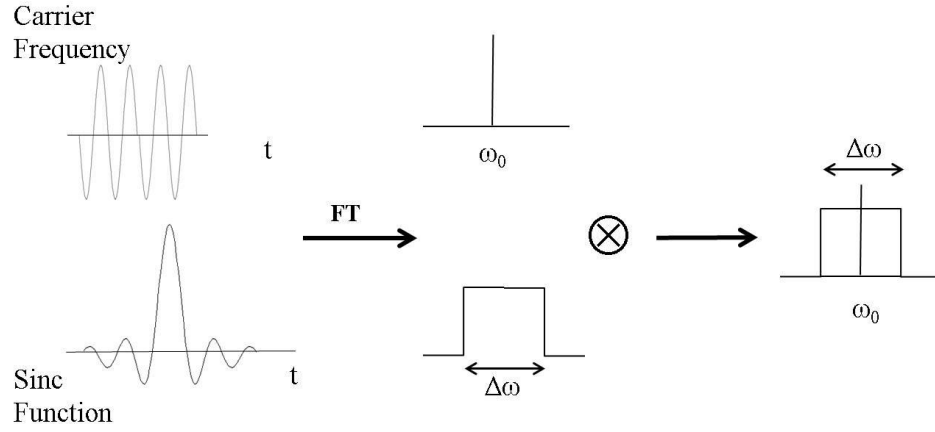 Carrier
Frequency
t
ω₀
Δω
FT
ω₀
t
Δω
Sinc
Function